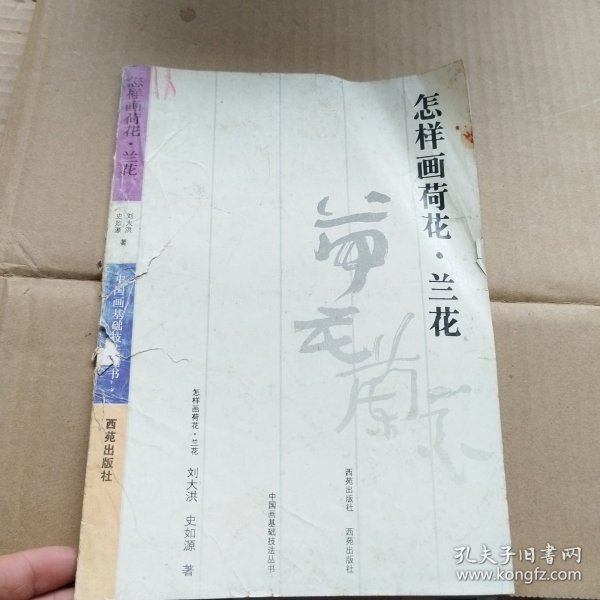 怎样画荷花·兰花
刘大洪
史如源
著
中国画基础技法丛书
西苑出版社
怎样画荷花·兰花
荷花蘭花
西苑出版社 西苑出版社
中国画基础技法丛书
怎样画荷花·兰花
刘大洪 史如源 著
孔夫子旧书网
www.kongfz.com